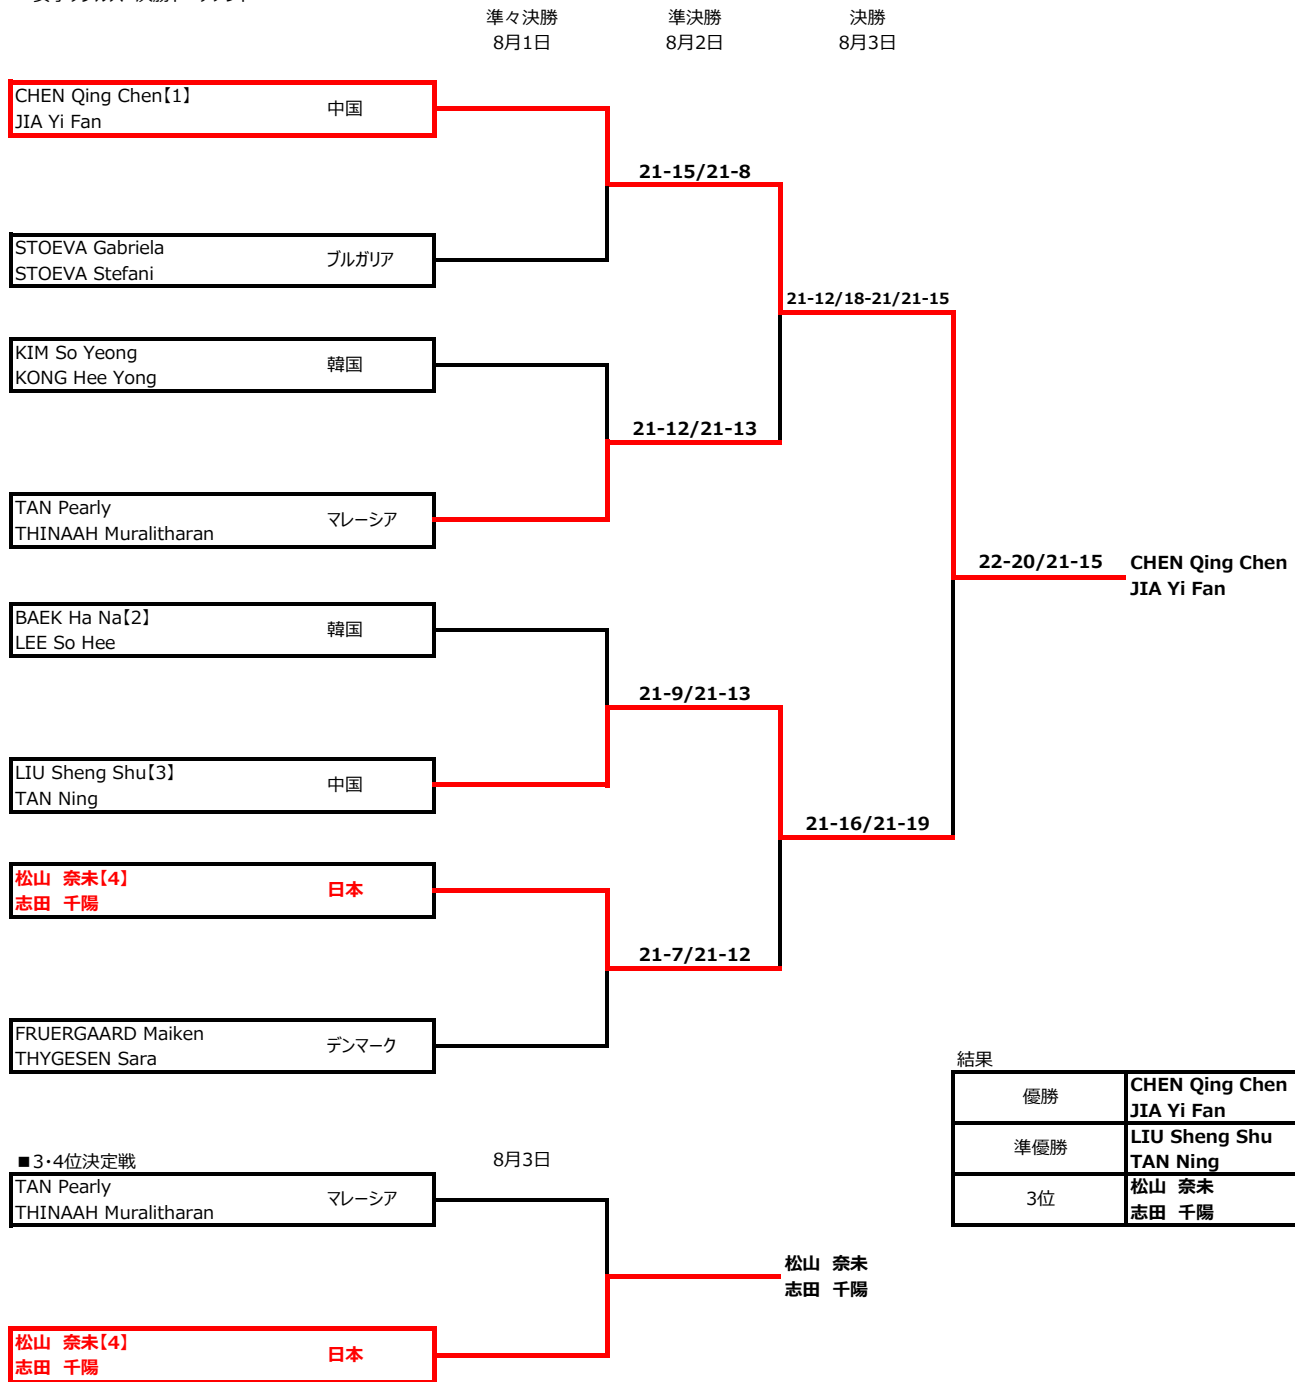 準々決勝 準決勝 決勝
8月1日 8月2日 8月3日
CHEN Qing Chen【1】
JIA Yi Fan
中国
21-15/21-8
STOEVA Gabriela
STOEVA Stefani
ブルガリア
21-12/18-21/21-15
KIM So Yeong
KONG Hee Yong
韓国
21-12/21-13
TAN Pearly
THINAAH Muralitharan
マレーシア
22-20/21-15
CHEN Qing Chen
JIA Yi Fan
BAEK Ha Na【2】
LEE So Hee
韓国
21-9/21-13
LIU Sheng Shu【3】
TAN Ning
中国
21-16/21-19
松山 奈未【4】
志田 千陽
日本
21-7/21-12
FRUERGAARD Maiken
THYGESEN Sara
デンマーク
結果
優勝
CHEN Qing Chen
JIA Yi Fan
準優勝
LIU Sheng Shu
TAN Ning
3位
松山 奈未
志田 千陽
■3・4位決定戦 8月3日
TAN Pearly
THINAAH Muralitharan
マレーシア
松山 奈未
志田 千陽
松山 奈未【4】
志田 千陽
日本